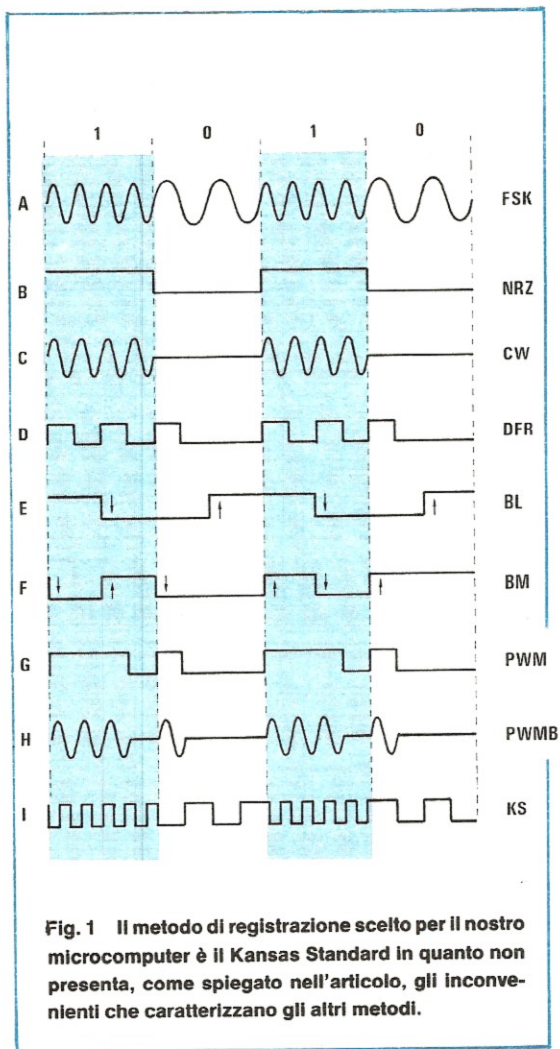 1 0 1 0
A FSK
B NRZ
C CW
D DFR
E BL
F BM
G PWM
H PWMB
I KS
Fig. 1 Il metodo di registrazione scelto per il nostro
microcomputer è il Kansas Standard in quanto non
presenta, come spiegato nell'articolo, gli inconve-
nienti che caratterizzano gli altri metodi.